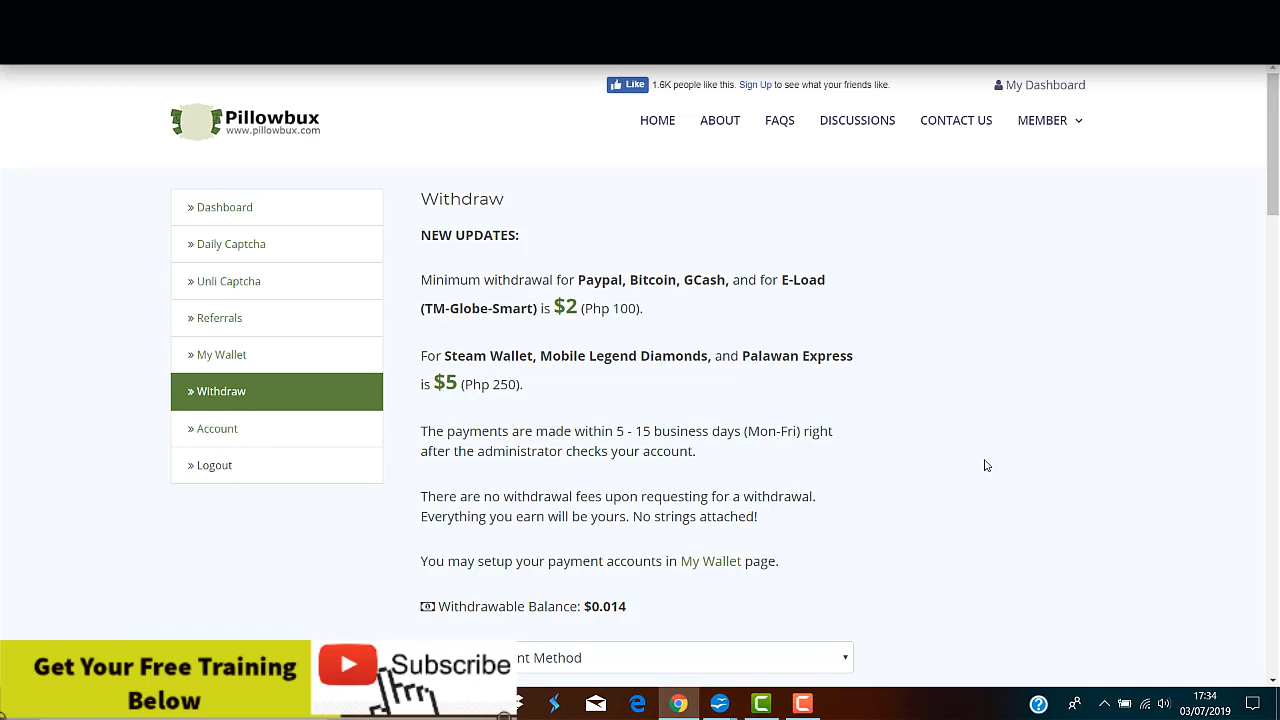 Like 1.6K people like this. Sign Up to see what your friends like.
My Dashboard
Pillowbux
www.pillowbux.com
HOME ABOUT FAQS DISCUSSIONS CONTACT US MEMBER
» Dashboard
» Daily Captcha
» Unli Captcha
» Referrals
» My Wallet
» Withdraw
» Account
» Logout
Withdraw
NEW UPDATES:
Minimum withdrawal for Paypal, Bitcoin, GCash, and for E-Load
(TM-Globe-Smart) is $2 (Php 100).
For Steam Wallet, Mobile Legend Diamonds, and Palawan Express
is $5 (Php 250).
The payments are made within 5 - 15 business days (Mon-Fri) right
after the administrator checks your account.
There are no withdrawal fees upon requesting for a withdrawal.
Everything you earn will be yours. No strings attached!
You may setup your payment accounts in My Wallet page.
Withdrawable Balance: $0.014
Method
Get Your Free Training
Below
Subscribe
17:34
03/07/2019